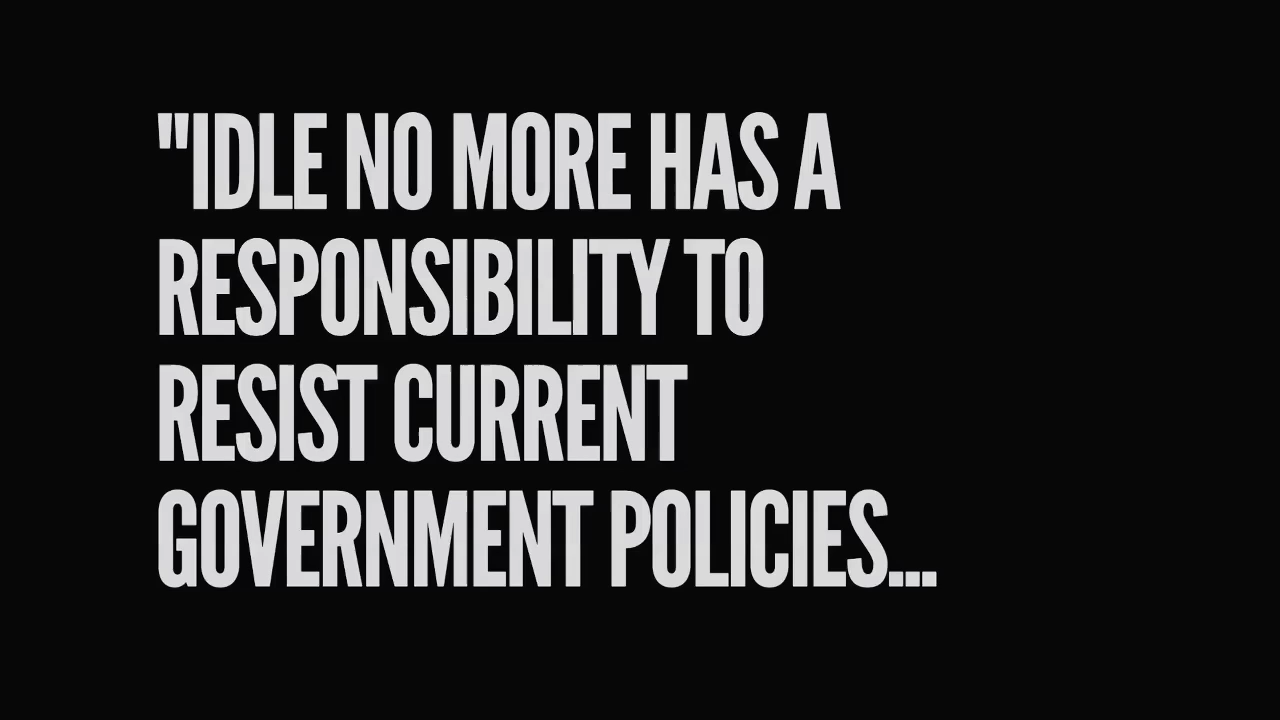 "IDLE NO MORE HAS A
RESPONSIBILITY TO
RESIST CURRENT
GOVERNMENT POLICIES...